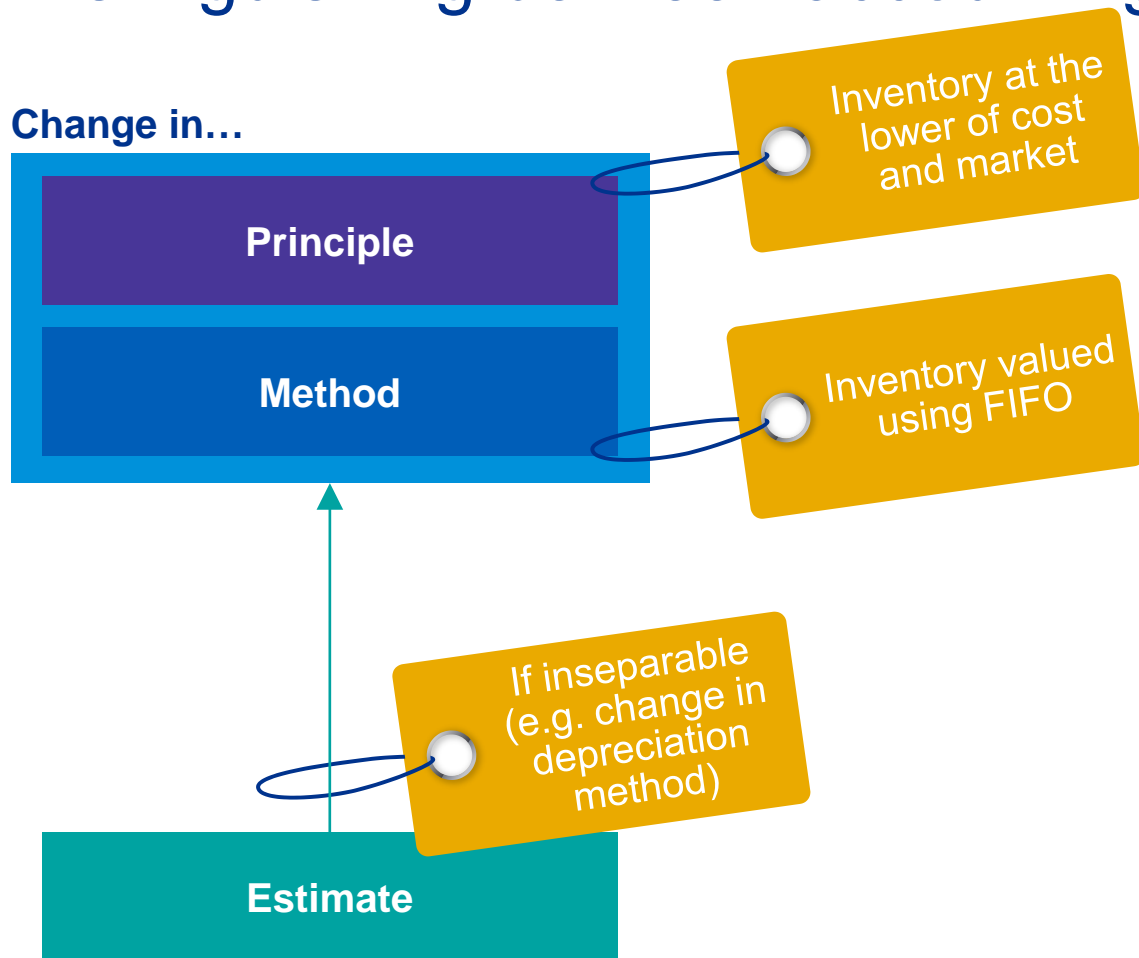 Change in…
Principle
Method
Estimate
Inventory at the
lower of cost
and market
Inventory valued
using FIFO
If inseparable
(e.g. change in
depreciation
method)